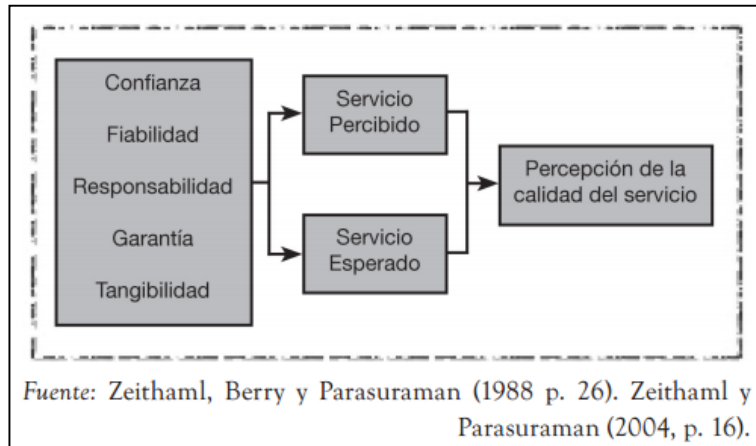 Confianza
Fiabilidad
Responsabilidad
Garantía
Tangibilidad
Servicio
Percibido
Servicio
Esperado
Percepción de la
calidad del servicio
Fuente: Zeithaml, Berry y Parasuraman (1988 p. 26). Zeithaml y
Parasuraman (2004, p. 16).